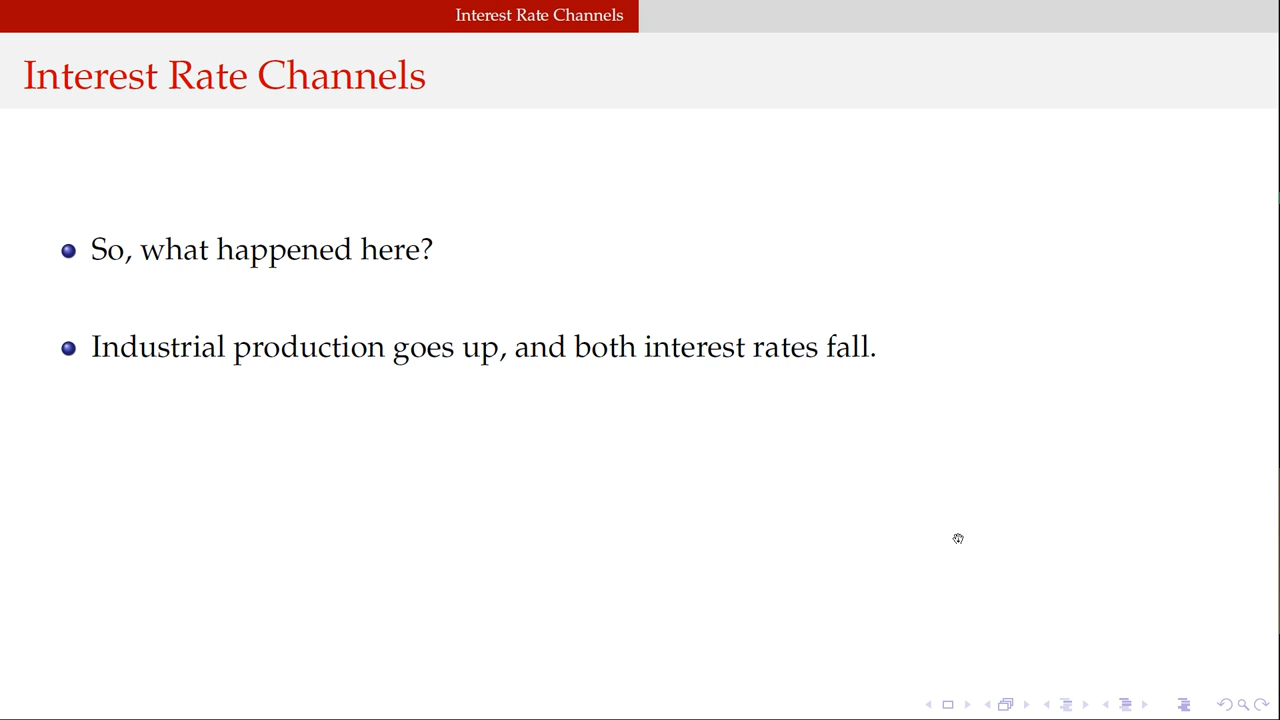 Interest Rate Channels
Interest Rate Channels
So, what happened here?
Industrial production goes up, and both interest rates fall.